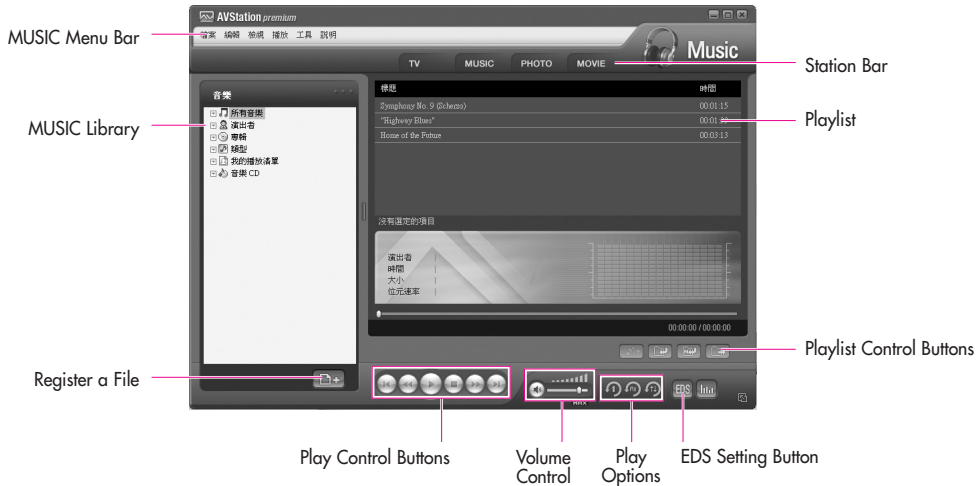 AVStation premium
檔案 編輯 檢視 播放 工具 說明
Music
TV MUSIC PHOTO MOVIE
MUSIC Menu Bar
Station Bar
音樂
標題 時間
所有音樂
Symphony No. 9 (Scherzo) 00:01:15
演出者
"Highway Blues"
專輯
Home of the Future 00:03:13
類型
我的播放清單
音樂 CD
MUSIC Library
Playlist
沒有選定的項目
演出者
時間
大小
位元速率
00:00:00 / 00:00:00
Playlist Control Buttons
Register a File
MAX
EDS
Play Control Buttons
Volume
Control
Play
Options
EDS Setting Button